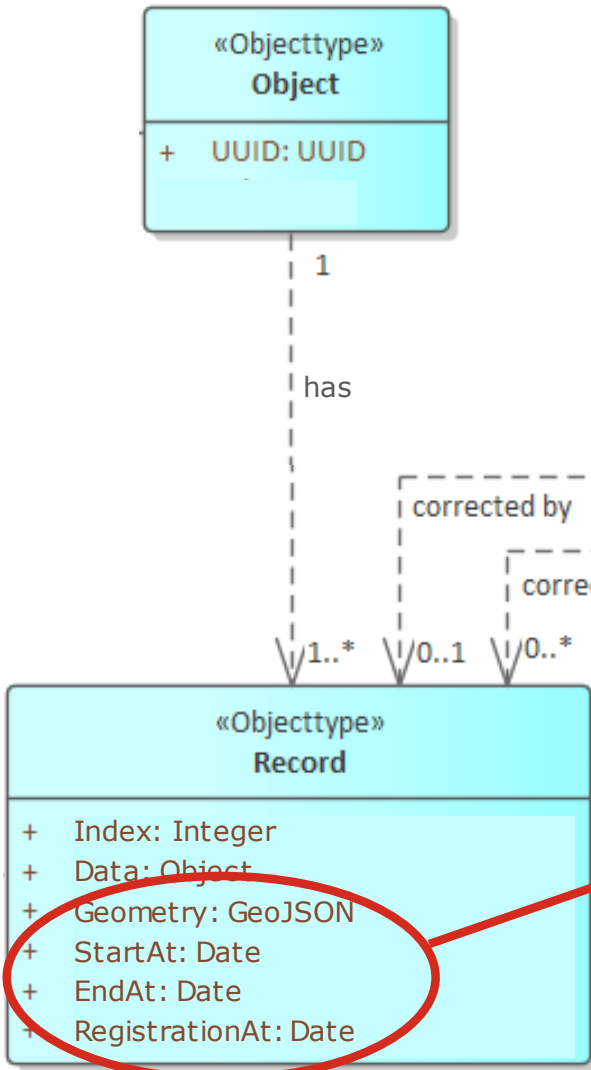 «Objecttype»
Object
+ UUID: UUID
1
has
corrected by
corre
1..*
0..1
0..*
«Objecttype»
Record
+ Index: Integer
+ Data: Object
+ Geometry: GeoJSON
+ StartAt: Date
+ EndAt: Date
+ RegistrationAt: Date